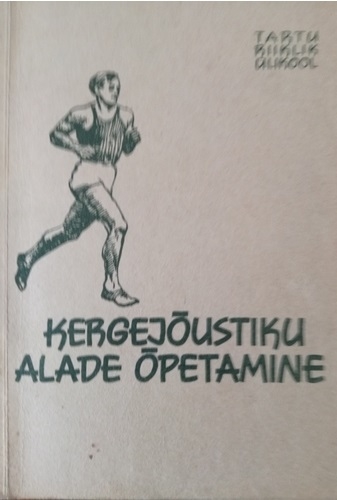 TARTU
RIIKLIK
ÜLIKOOL
KERGEJÕUSTIKU
ALADE ÕPETAMINE